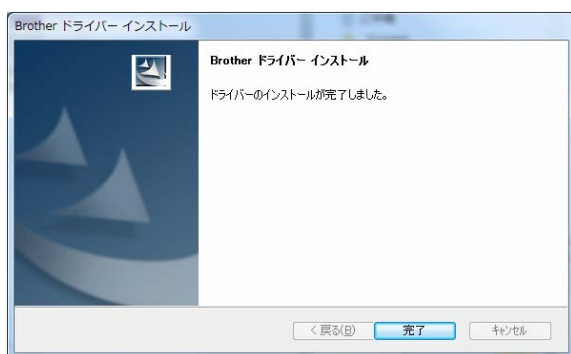 Brother ドライバー インストール
Brother ドライバー インストール
ドライバーのインストールが完了しました。
< 戻る(B)
完了
キャンセル